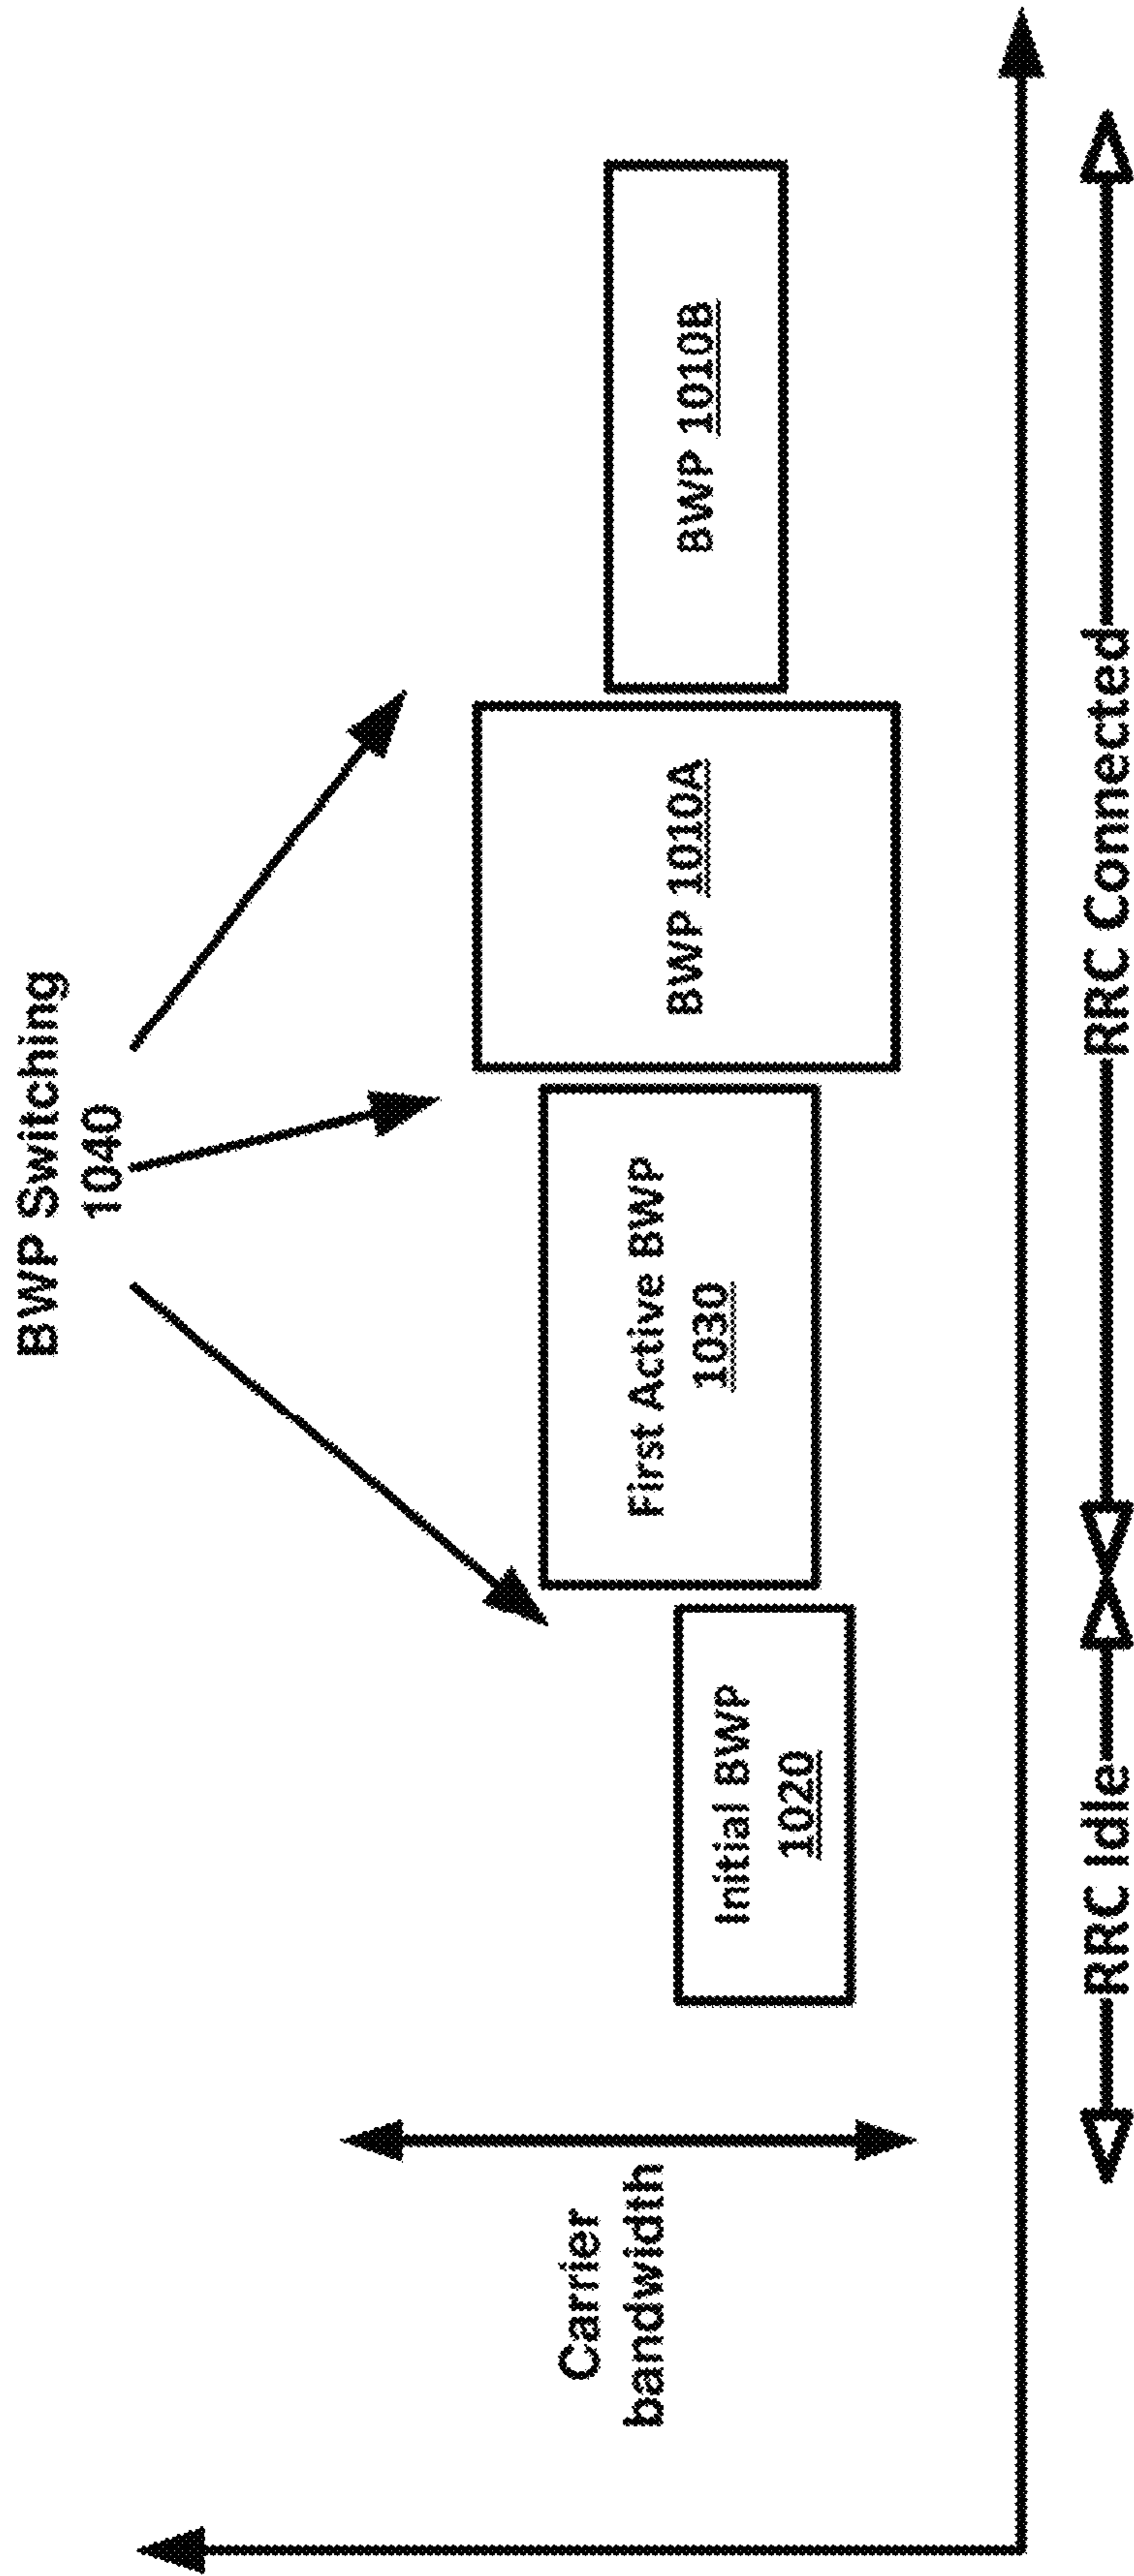 BWP Switching
1040
Carrier
bandwidth
Initial BWP
1020
First Active BWP
1030
BWP 1010A
BWP 1010B
RRC Idle
RRC Connected